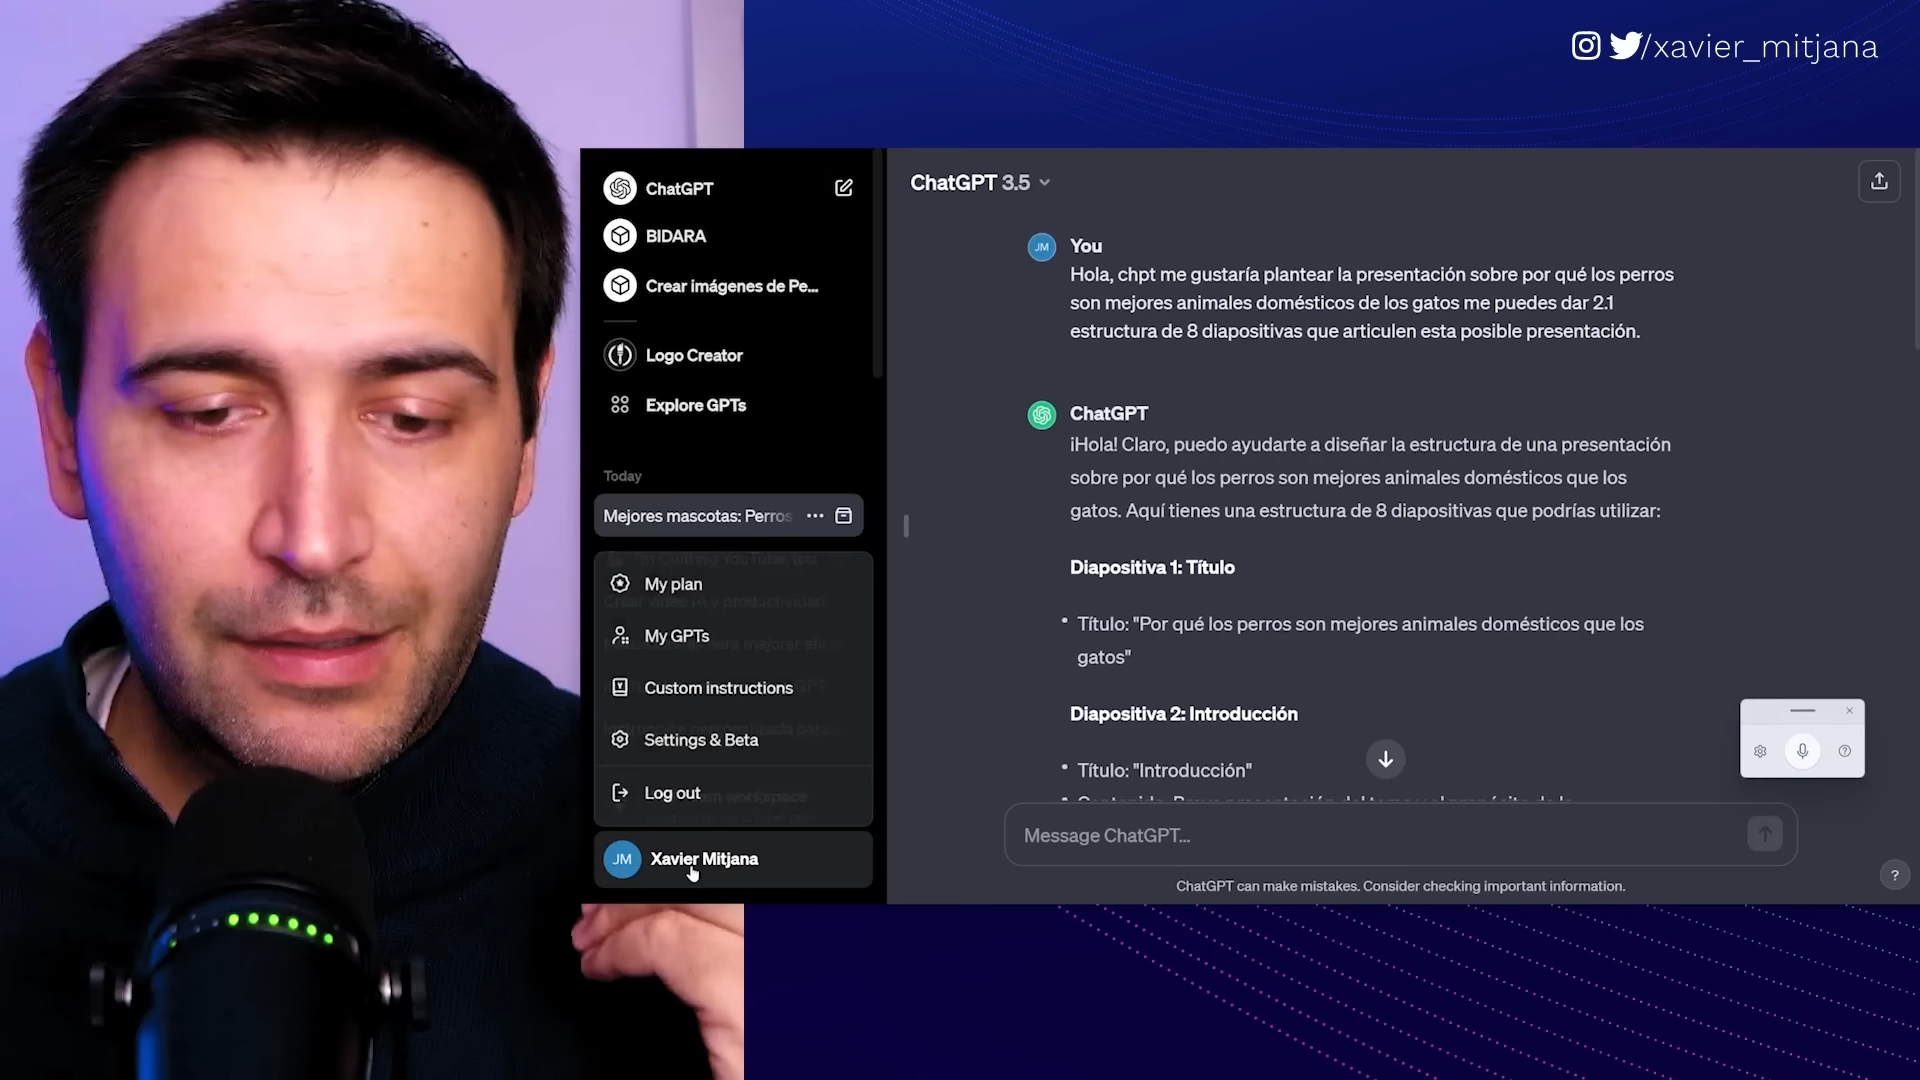 /xavier_mitjana
ChatGPT
BIDARA
Crear imágenes de Pe...
Logo Creator
Explore GPTs
Today
Mejores mascotas: Perros
My plan
My GPTs
Custom instructions
Settings & Beta
Log out
JM
Xavier Mitjana
ChatGPT 3.5
JM
You
Hola, chpt me gustaría plantear la presentación sobre por qué los perros
son mejores animales domésticos de los gatos me puedes dar 2.1
estructura de 8 diapositivas que articulen esta posible presentación.
ChatGPT
¡Hola! Claro, puedo ayudarte a diseñar la estructura de una presentación
sobre por qué los perros son mejores animales domésticos que los
gatos. Aquí tienes una estructura de 8 diapositivas que podrías utilizar:
Diapositiva 1: Título
• Título: "Por qué los perros son mejores animales domésticos que los
gatos"
Diapositiva 2: Introducción
• Título: "Introducción"
Message ChatGPT...
ChatGPT can make mistakes. Consider checking important information.
?